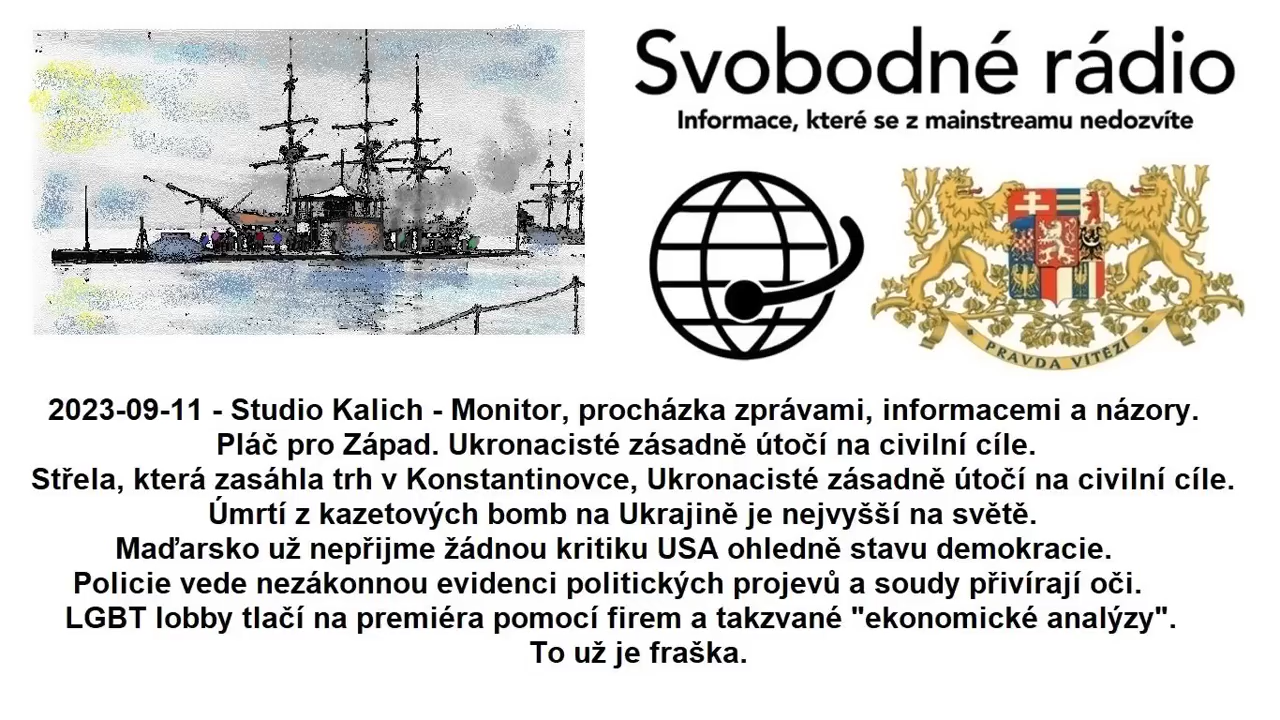 Svobodné rádio
Informace, které se z mainstreamu nedozvíte
PRAVDA VÍTĚZÍ
2023-09-11 - Studio Kalich - Monitor, procházka zprávami, informacemi a názory.
Pláč pro Západ. Ukronacisté zásadně útočí na civilní cíle.
Střela, která zasáhla trh v Konstantinovce, Ukronacisté zásadně útočí na civilní cíle.
Úmrtí z kazetových bomb na Ukrajině je nejvyšší na světě.
Maďarsko už nepřijme žádnou kritiku USA ohledně stavu demokracie.
Policie vede nezákonnou evidenci politických projevů a soudy přivírají oči.
LGBT lobby tlačí na premiéra pomocí firem a takzvané "ekonomické analýzy".
To už je fraška.